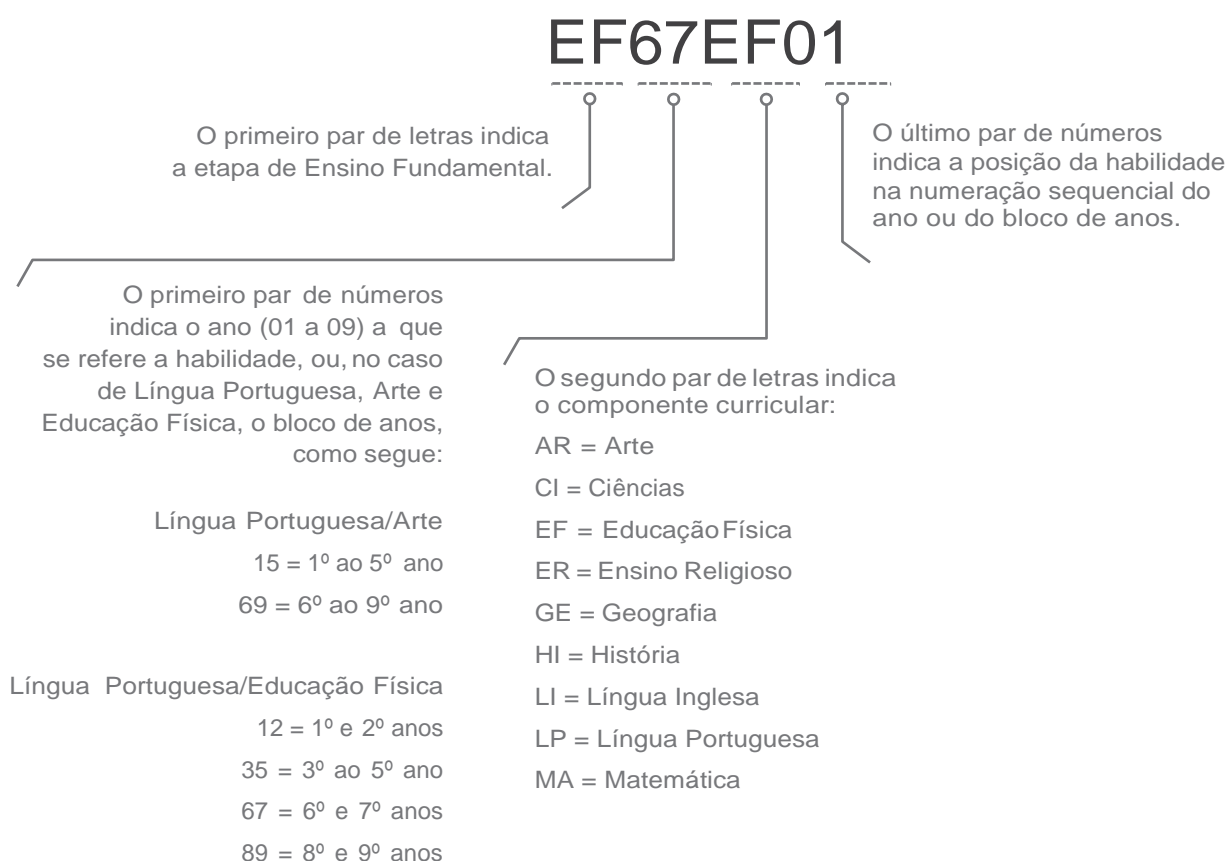 EF67EF01
O primeiro par de letras indica
a etapa de Ensino Fundamental.
O último par de números
indica a posição da habilidade
na numeração sequencial do
ano ou do bloco de anos.
O primeiro par de números
indica o ano (01 a 09) a que
se refere a habilidade, ou, no caso
de Língua Portuguesa, Arte e
Educação Física, o bloco de anos,
como segue:
Língua Portuguesa/Arte
15 = 1º ao 5º ano
69 = 6º ao 9º ano
Língua Portuguesa/Educação Física
12 = 1º e 2º anos
35 = 3º ao 5º ano
67 = 6º e 7º anos
89 = 8º e 9º anos
O segundo par de letras indica
o componente curricular:
AR = Arte
CI = Ciências
EF = Educação Física
ER = Ensino Religioso
GE = Geografia
HI = História
LI = Língua Inglesa
LP = Língua Portuguesa
MA = Matemática